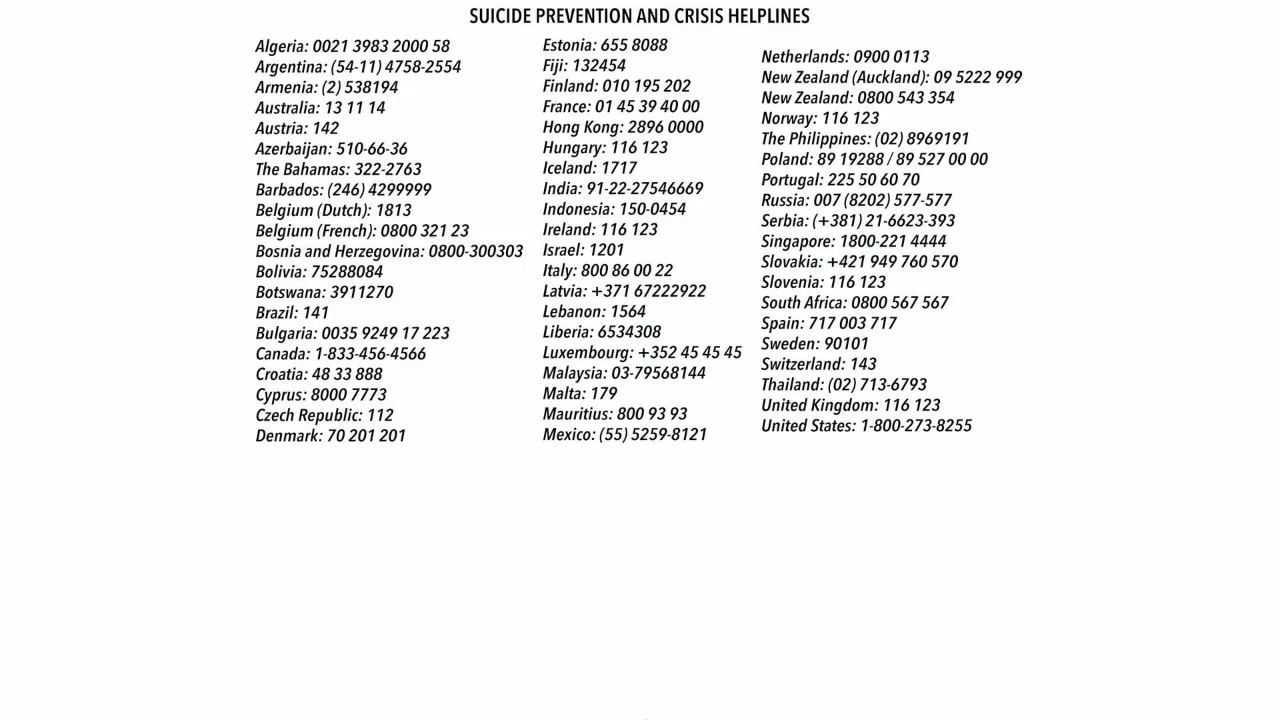 SUICIDE PREVENTION AND CRISIS HELPLINES
Algeria: 0021 3983 2000 58
Argentina: (54-11) 4758-2554
Armenia: (2) 538194
Australia: 13 11 14
Austria: 142
Azerbaijan: 510-66-36
The Bahamas: 322-2763
Barbados: (246) 4299999
Belgium (Dutch): 1813
Belgium (French): 0800 321 23
Bosnia and Herzegovina: 0800-300303
Bolivia: 75288084
Botswana: 3911270
Brazil: 141
Bulgaria: 0035 9249 17 223
Canada: 1-833-456-4566
Croatia: 48 33 888
Cyprus: 8000 7773
Czech Republic: 112
Denmark: 70 201 201
Estonia: 655 8088
Fiji: 132454
Finland: 010 195 202
France: 01 45 39 40 00
Hong Kong: 2896 0000
Hungary: 116 123
Iceland: 1717
India: 91-22-27546669
Indonesia: 150-0454
Ireland: 116 123
Israel: 1201
Italy: 800 86 00 22
Latvia: +371 67222922
Lebanon: 1564
Liberia: 6534308
Luxembourg: +352 45 45 45
Malaysia: 03-79568144
Malta: 179
Mauritius: 800 93 93
Mexico: (55) 5259-8121
Netherlands: 0900 0113
New Zealand (Auckland): 09 5222 999
New Zealand: 0800 543 354
Norway: 116 123
The Philippines: (02) 8969191
Poland: 89 19288 / 89 527 00 00
Portugal: 225 50 60 70
Russia: 007 (8202) 577-577
Serbia: (+381) 21-6623-393
Singapore: 1800-221 4444
Slovakia: +421 949 760 570
Slovenia: 116 123
South Africa: 0800 567 567
Spain: 717 003 717
Sweden: 90101
Switzerland: 143
Thailand: (02) 713-6793
United Kingdom: 116 123
United States: 1-800-273-8255